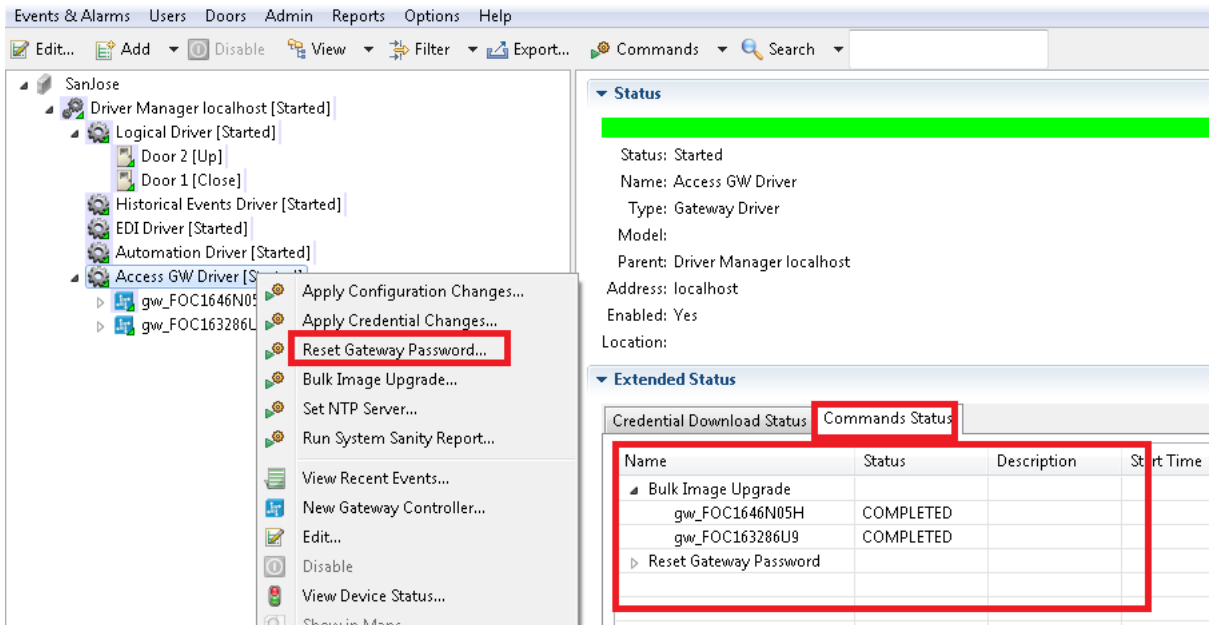 Events & Alarms Users Doors Admin Reports Options Help
Edit... Add Disable View Filter Export... Commands Search
SanJose
Driver Manager localhost [Started]
Logical Driver [Started]
Door 2 [Up]
Door 1 [Close]
Historical Events Driver [Started]
EDI Driver [Started]
Automation Driver [Started]
Access GW Driver [S
gw_FOC1646N05
gw_FOC163286U
Apply Configuration Changes...
Apply Credential Changes...
Reset Gateway Password...
Bulk Image Upgrade...
Set NTP Server...
Run System Sanity Report...
View Recent Events...
New Gateway Controller...
Edit...
Disable
View Device Status...
Show in Maps
Status
Status: Started
Name: Access GW Driver
Type: Gateway Driver
Model:
Parent: Driver Manager localhost
Address: localhost
Enabled: Yes
Location:
Extended Status
Credential Download Status Commands Status
Name Status Description Start Time
Bulk Image Upgrade
gw_FOC1646N05H COMPLETED
gw_FOC163286U9 COMPLETED
Reset Gateway Password